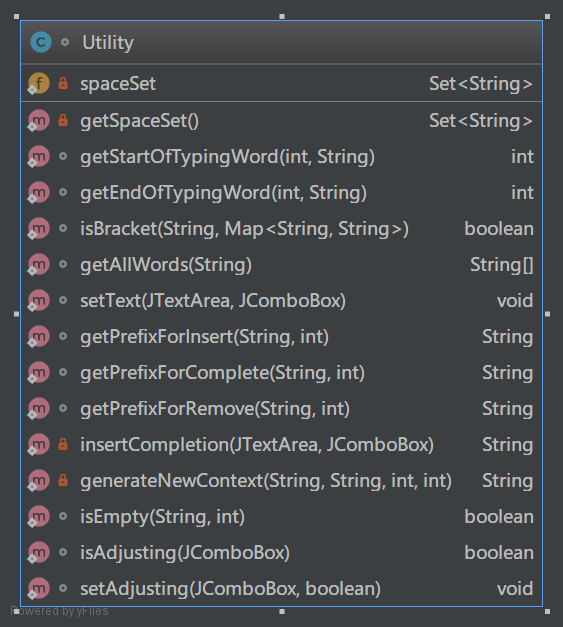 C Utility
f spaceSet Set<String>
m getSpaceSet() Set<String>
m getStartOfTypingWord(int, String) int
m getEndOfTypingWord(int, String) int
m isBracket(String, Map<String, String>) boolean
m getAllWords(String) String[]
m setText(JTextArea, JComboBox) void
m getPrefixForInsert(String, int) String
m getPrefixForComplete(String, int) String
m getPrefixForRemove(String, int) String
m insertCompletion(JTextArea, JComboBox) String
m generateNewContext(String, String, int, int) String
m isEmpty(String, int) boolean
m isAdjusting(JComboBox) boolean
m setAdjusting(JComboBox, boolean) void
Powered by yFiles